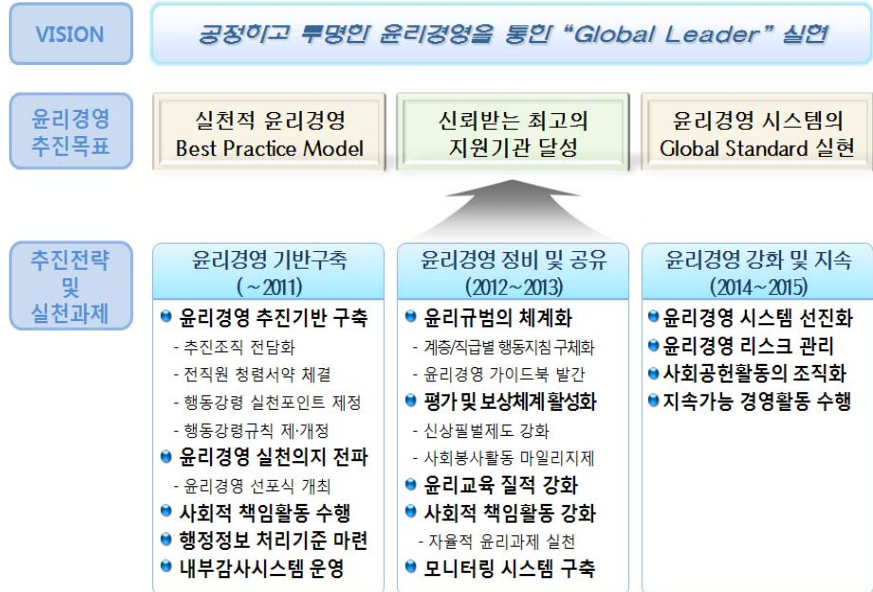 VISION
공정하고 투명한 윤리경영을 통한 “Global Leader” 실현
윤리경영
추진목표
실천적 윤리경영
Best Practice Model
신뢰받는 최고의
지원기관 달성
윤리경영 시스템의
Global Standard 실현
추진전략
및
실천과제
윤리경영 기반구축
(~2011)
윤리경영 추진기반 구축
- 추진조직 전담화
- 전직원 청렴서약 체결
- 행동강령 실천포인트 제정
- 행동강령규칙 제·개정
윤리경영 실천의지 전파
- 윤리경영 선포식 개최
사회적 책임활동 수행
행정정보 처리기준 마련
내부감사시스템 운영
윤리경영 정비 및 공유
(2012~2013)
윤리규범의 체계화
- 계층/직급별 행동지침 구체화
- 윤리경영 가이드북 발간
평가 및 보상체계 활성화
- 신상필벌제도 강화
- 사회봉사활동 마일리지제
윤리교육 질적 강화
사회적 책임활동 강화
- 자율적 윤리과제 실천
모니터링 시스템 구축
윤리경영 강화 및 지속
(2014~2015)
윤리경영 시스템 선진화
윤리경영 리스크 관리
사회공헌활동의 조직화
지속가능 경영활동 수행